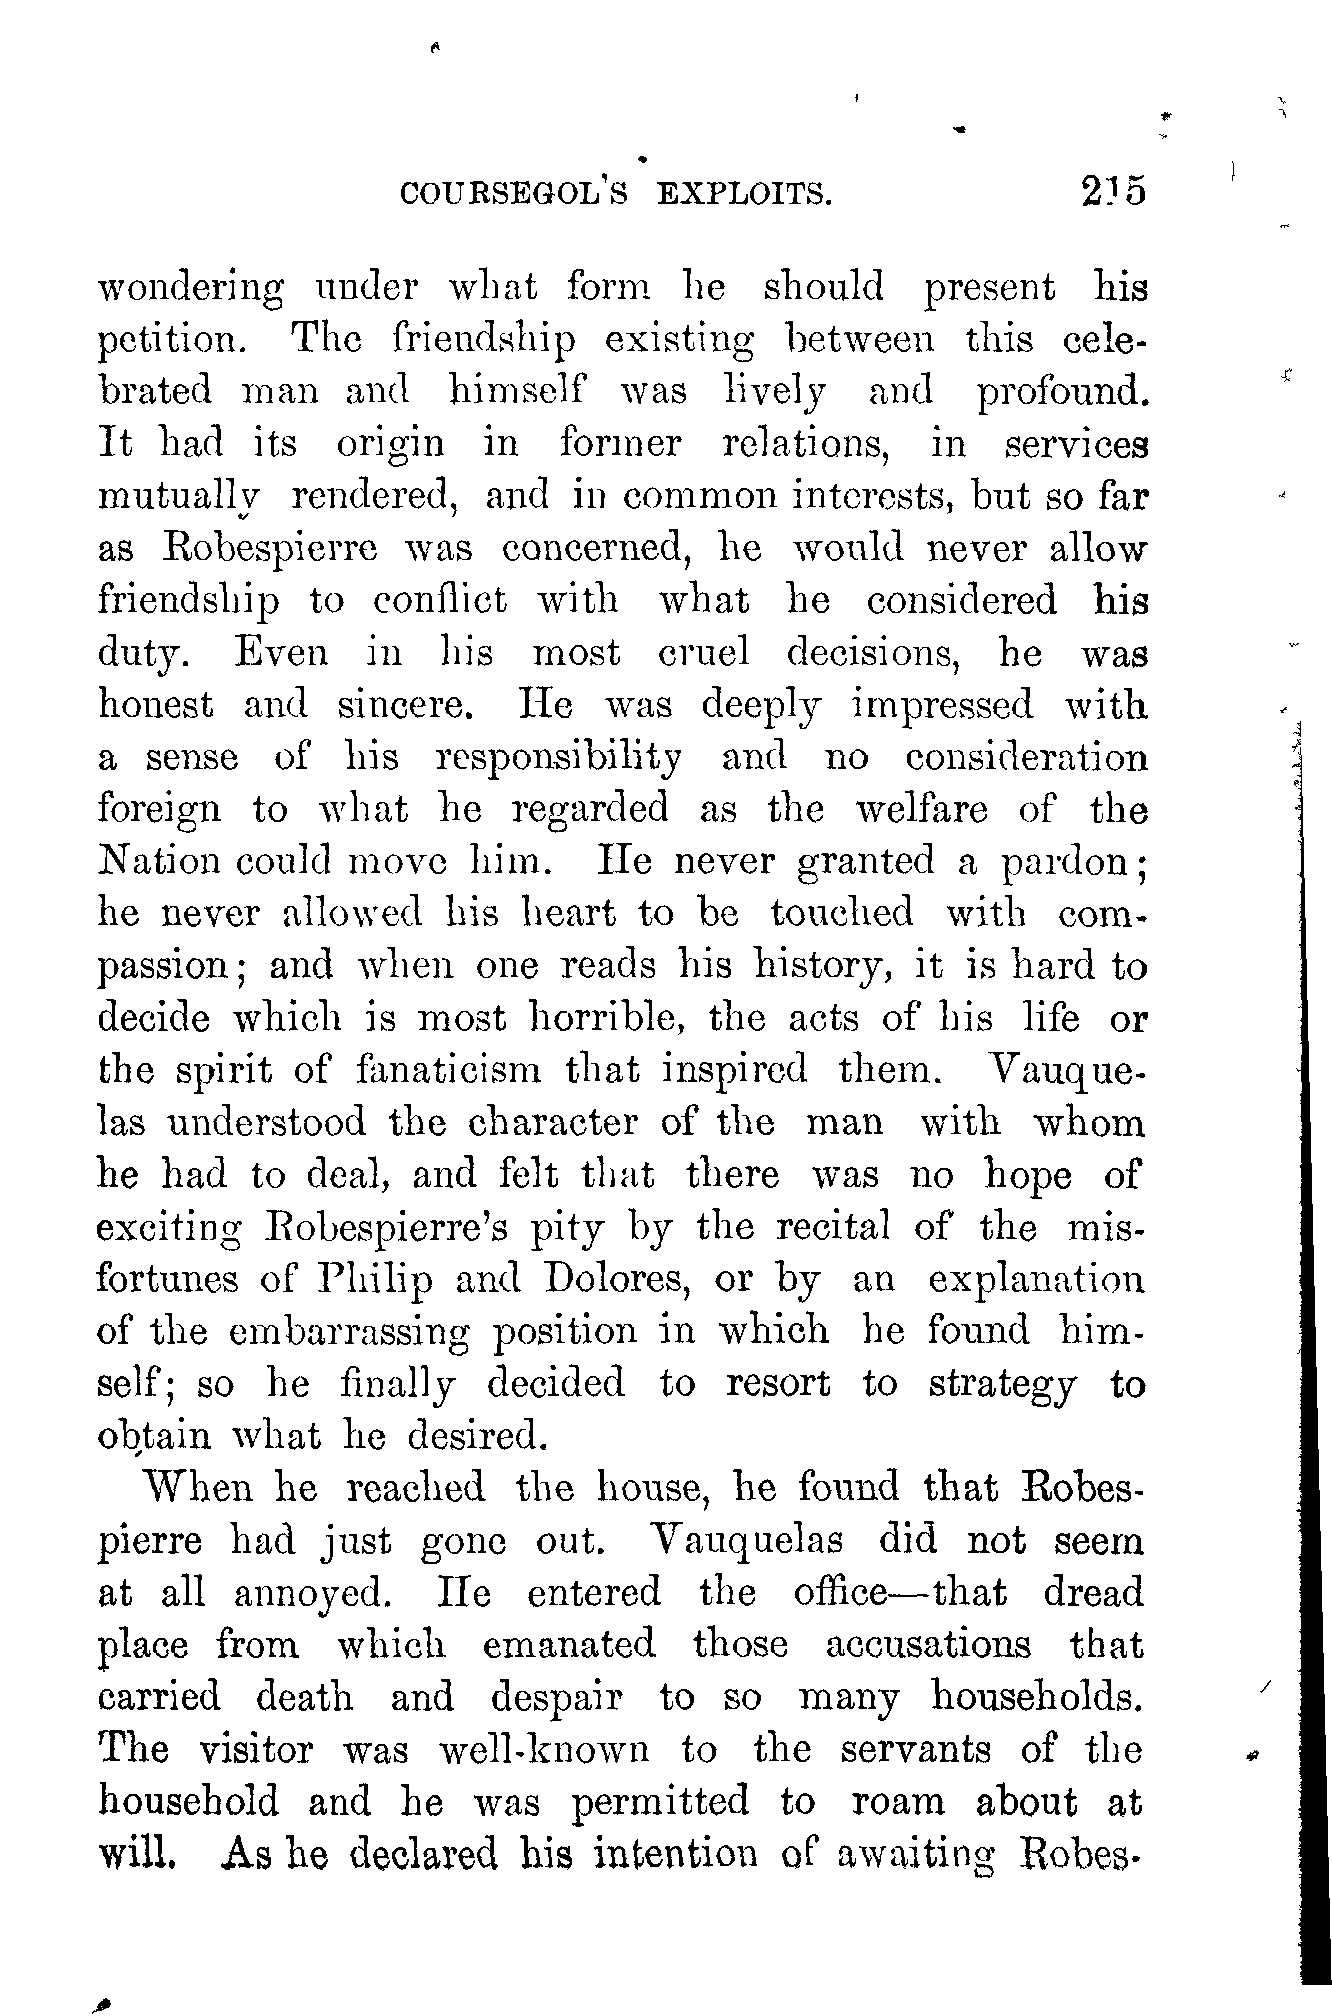 COURSEGOL'S EXPLOITS. 215
wondering under what form he should present his
petition. The friendship existing between this cele-
brated man and himself was lively and profound.
It had its origin in former relations, in services
mutually rendered, and in common interests, but so far
as Robespierre was concerned, he would never allow
friendship to conflict with what he considered his
duty. Even in his most cruel decisions, he was
honest and sincere. He was deeply impressed with
a sense of his responsibility and no consideration
foreign to what he regarded as the welfare of the
Nation could move him. He never granted a pardon;
he never allowed his heart to be touched with com-
passion; and when one reads his history, it is hard to
decide which is most horrible, the acts of his life or
the spirit of fanaticism that inspired them. Vauque-
las understood the character of the man with whom
he had to deal, and felt that there was no hope of
exciting Robespierre's pity by the recital of the mis-
fortunes of Philip and Dolores, or by an explanation
of the embarrassing position in which he found him-
self; so he finally decided to resort to strategy to
obtain what he desired.
When he reached the house, he found that Robes-
pierre had just gone out. Vauquelas did not seem
at all annoyed. He entered the office—that dread
place from which emanated those accusations that
carried death and despair to so many households.
The visitor was well-known to the servants of the
household and he was permitted to roam about at
will. As he declared his intention of awaiting Robes-